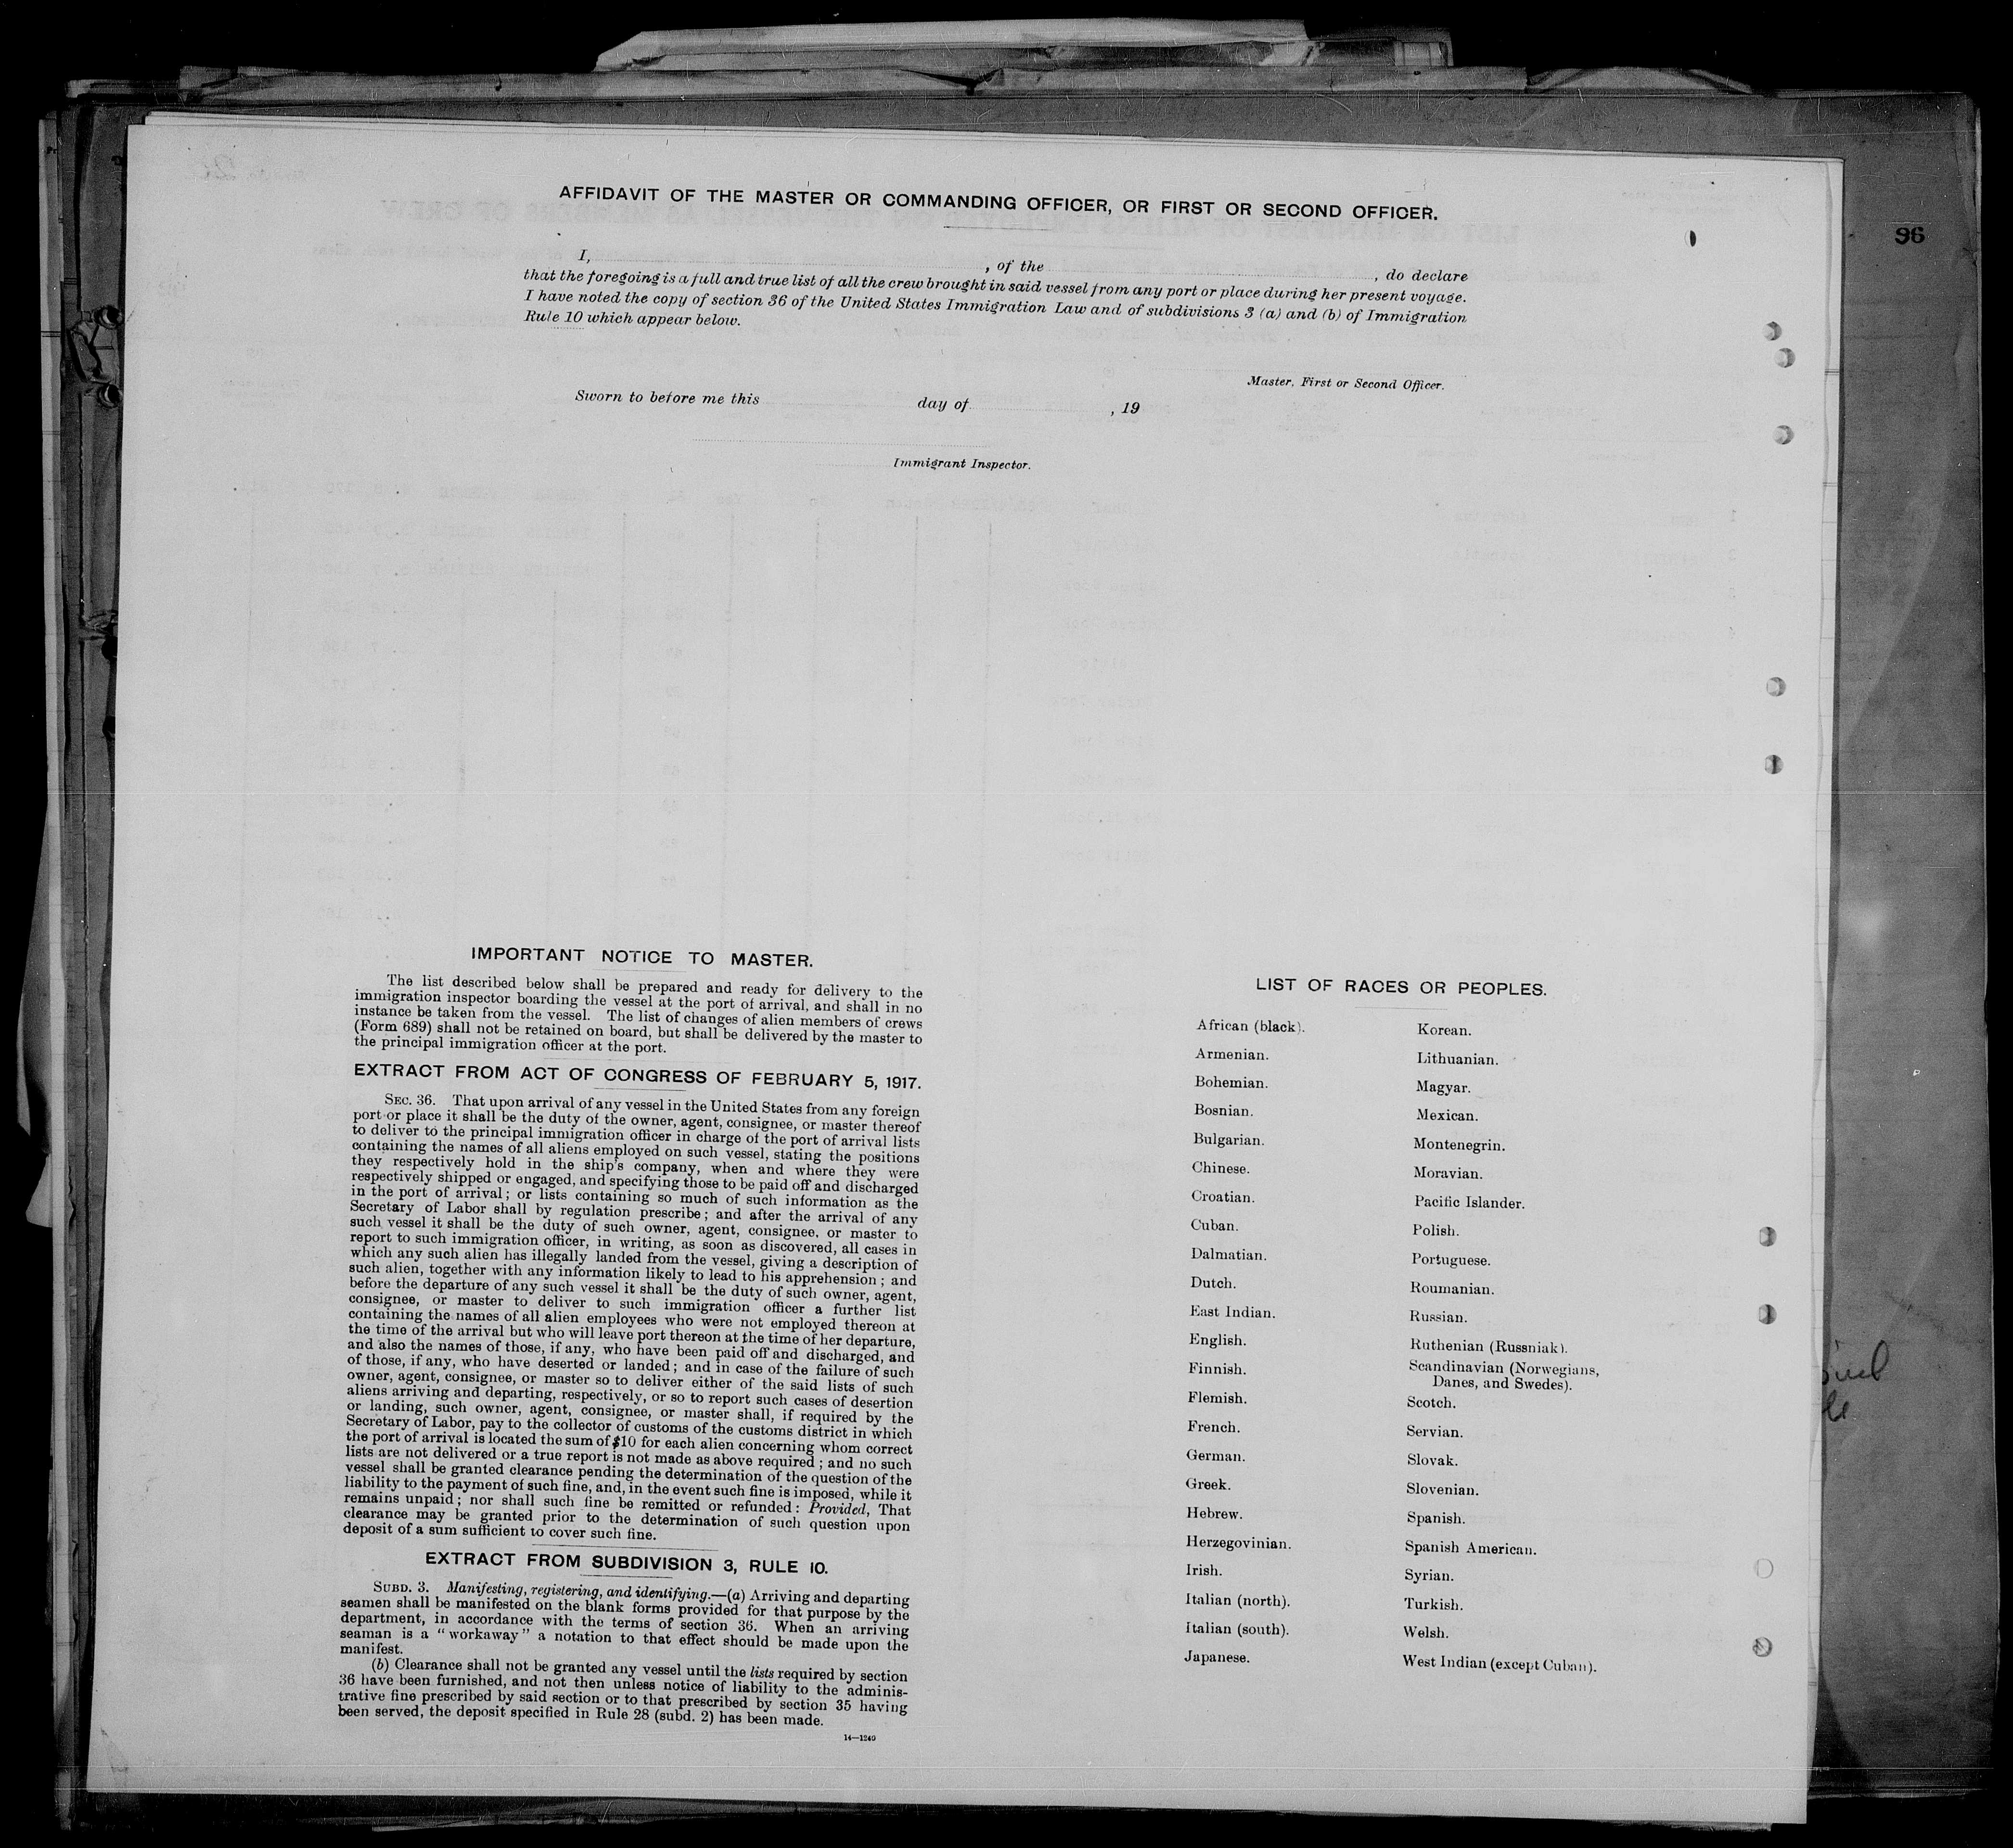 AFFIDAVIT OF THE MASTER OR COMMANDING OFFICER, OR FIRST OR SECOND OFFICER.
96
I, , of the , do declare
that the foregoing is a full and true list of all the crew brought in said vessel from any port or place during her present voyage.
I have noted the copy of section 36 of the United States Immigration Law and of subdivisions 3 (a) and (b) of Immigration
Rule 10 which appear below.
Master, First or Second Officer.
Sworn to before me this day of , 19
Immigrant Inspector.
IMPORTANT NOTICE TO MASTER.
The list described below shall be prepared and ready for delivery to the
immigration inspector boarding the vessel at the port of arrival, and shall in no
instance be taken from the vessel. The list of changes of alien members of crews
(Form 689) shall not be retained on board, but shall be delivered by the master to
the principal immigration officer at the port.
EXTRACT FROM ACT OF CONGRESS OF FEBRUARY 5, 1917.
SEC. 36. That upon arrival of any vessel in the United States from any foreign
port or place it shall be the duty of the owner, agent, consignee, or master thereof
to deliver to the principal immigration officer in charge of the port of arrival lists
containing the names of all aliens employed on such vessel, stating the positions
they respectively hold in the ship's company, when and where they were
respectively shipped or engaged, and specifying those to be paid off and discharged
in the port of arrival; or lists containing so much of such information as the
Secretary of Labor shall by regulation prescribe; and after the arrival of any
such vessel it shall be the duty of such owner, agent, consignee, or master to
report to such immigration officer, in writing, as soon as discovered, all cases in
which any such alien has illegally landed from the vessel, giving a description of
such alien, together with any information likely to lead to his apprehension; and
before the departure of any such vessel it shall be the duty of such owner, agent,
consignee, or master to deliver to such immigration officer a further list
containing the names of all alien employees who were not employed thereon at
the time of the arrival but who will leave port thereon at the time of her departure,
and also the names of those, if any, who have been paid off and discharged, and
of those, if any, who have deserted or landed; and in case of the failure of such
owner, agent, consignee, or master so to deliver either of the said lists of such
aliens arriving and departing, respectively, or so to report such cases of desertion
or landing, such owner, agent, consignee, or master shall, if required by the
Secretary of Labor, pay to the collector of customs of the customs district in which
the port of arrival is located the sum of $10 for each alien concerning whom correct
lists are not delivered or a true report is not made as above required; and no such
vessel shall be granted clearance pending the determination of the question of the
liability to the payment of such fine, and, in the event such fine is imposed, while it
remains unpaid; nor shall such fine be remitted or refunded: Provided, That
clearance may be granted prior to the determination of such question upon
deposit of a sum sufficient to cover such fine.
EXTRACT FROM SUBDIVISION 3, RULE 10.
SUBD. 3. Manifesting, registering, and identifying.—(a) Arriving and departing
seamen shall be manifested on the blank forms provided for that purpose by the
department, in accordance with the terms of section 36. When an arriving
seaman is a "workaway" a notation to that effect should be made upon the
manifest.
(b) Clearance shall not be granted any vessel until the lists required by section
36 have been furnished, and not then unless notice of liability to the adminis-
trative fine prescribed by said section or to that prescribed by section 35 having
been served, the deposit specified in Rule 28 (subd. 2) has been made.
14—1240
LIST OF RACES OR PEOPLES.
African (black).
Armenian.
Bohemian.
Bosnian.
Bulgarian.
Chinese.
Croatian.
Cuban.
Dalmatian.
Dutch.
East Indian.
English.
Finnish.
Flemish.
French.
German.
Greek.
Hebrew.
Herzegovinian.
Irish.
Italian (north).
Italian (south).
Japanese.
Korean.
Lithuanian.
Magyar.
Mexican.
Montenegrin.
Moravian.
Pacific Islander.
Polish.
Portuguese.
Roumanian.
Russian.
Ruthenian (Russniak).
Scandinavian (Norwegians,
Danes, and Swedes).
Scotch.
Servian.
Slovak.
Slovenian.
Spanish.
Spanish American.
Syrian.
Turkish.
Welsh.
West Indian (except Cuban).